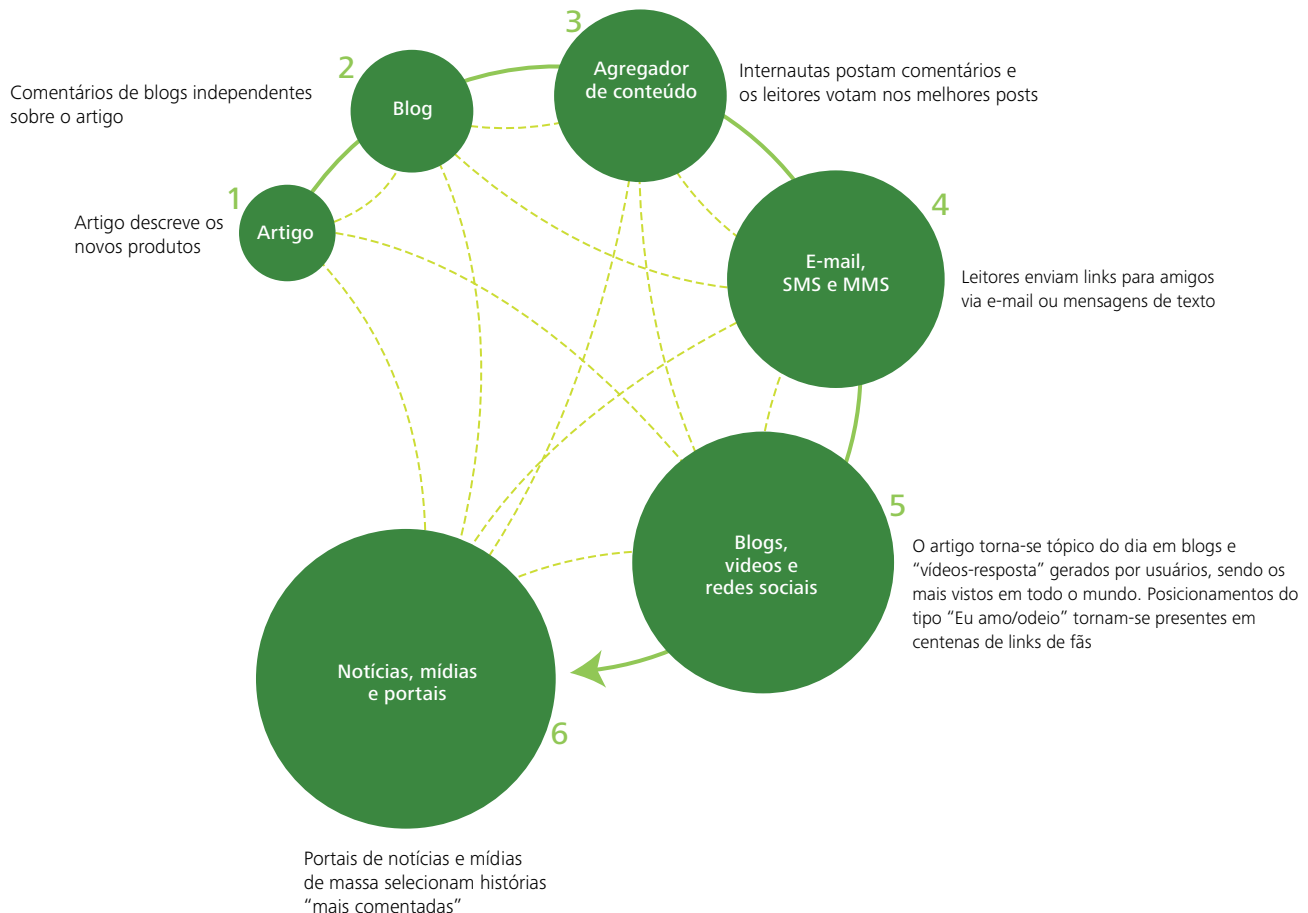 1
Artigo
Artigo descreve os
novos produtos
2
Blog
Comentários de blogs independentes
sobre o artigo
3
Agregador
de conteúdo
Internautas postam comentários e
os leitores votam nos melhores posts
4
E-mail,
SMS e MMS
Leitores enviam links para amigos
via e-mail ou mensagens de texto
5
Blogs,
videos e
redes sociais
O artigo torna-se tópico do dia em blogs e
“vídeos-resposta” gerados por usuários, sendo os
mais vistos em todo o mundo. Posicionamentos do
tipo “Eu amo/odeio” tornam-se presentes em
centenas de links de fãs
6
Notícias, mídias
e portais
Portais de notícias e mídias
de massa selecionam histórias
“mais comentadas”